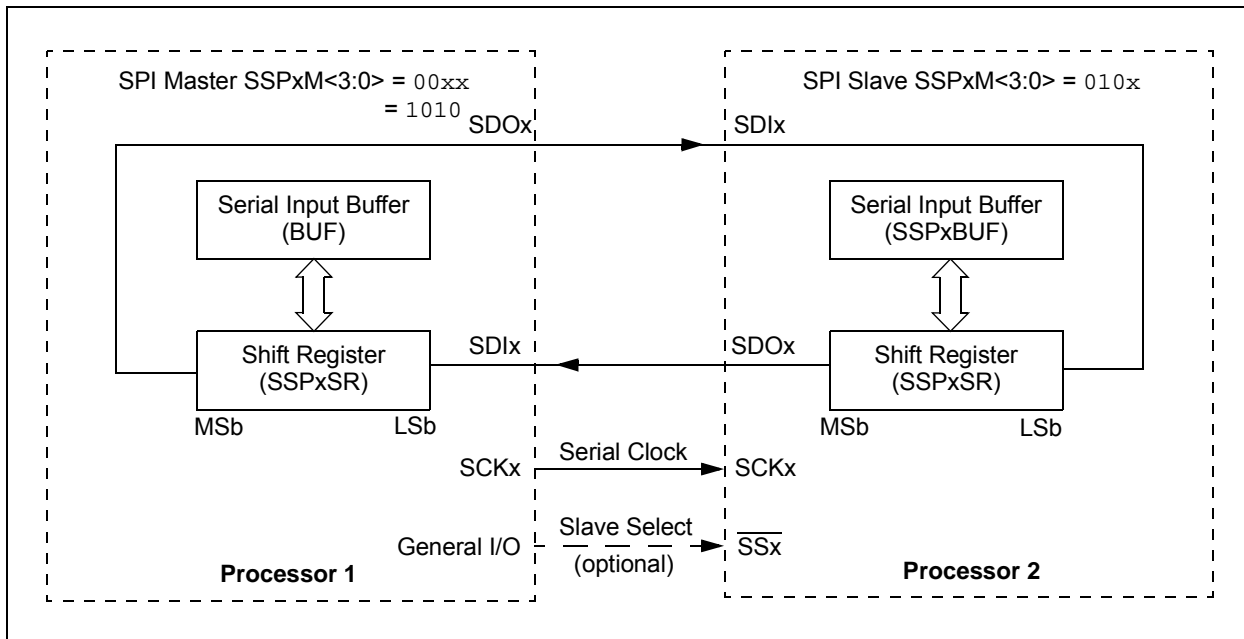 SPI Master SSPxM<3:0> = 00xx
= 1010
SDOx
Serial Input Buffer
(BUF)
Shift Register
(SSPxSR)
MSb
LSb
SDIx
SCKx
General I/O
Processor 1
Serial Clock
Slave Select
(optional)
SPI Slave SSPxM<3:0> = 010x
SDIx
Serial Input Buffer
(SSPxBUF)
SDOx
Shift Register
(SSPxSR)
MSb
LSb
SCKx
SSx
Processor 2